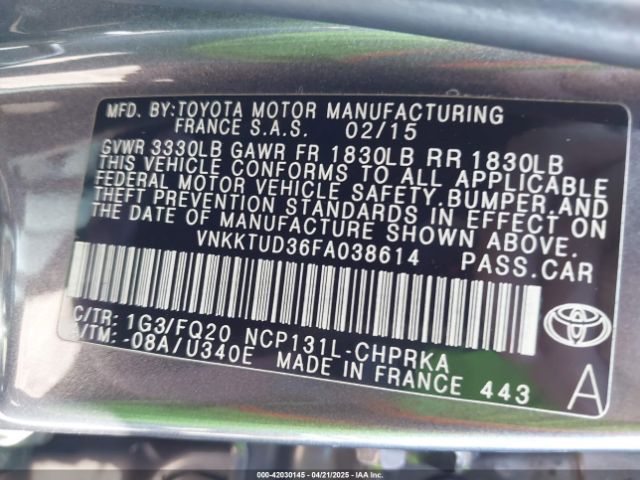 MFD. BY:TOYOTA MOTOR MANUFACTURING
FRANCE S.A.S. 02/15
GVWR 3330LB GAWR FR 1830LB RR 1830LB
THIS VEHICLE CONFORMS TO ALL APPLICABLE
FEDERAL MOTOR VEHICLE SAFETY,BUMPER,AND
THEFT PREVENTION STANDARDS IN EFFECT ON
THE DATE OF MANUFACTURE SHOWN ABOVE.
VNKKTUD36FA038614 PASS.CAR
C/TR: 1G3/FQ20 NCP131L-CHPRKA
A/TM: -08A/U340E MADE IN FRANCE 443
TOYOTA
A
000-42030145 - 04/21/2025 - COPYRIGHT IAA, LLC.